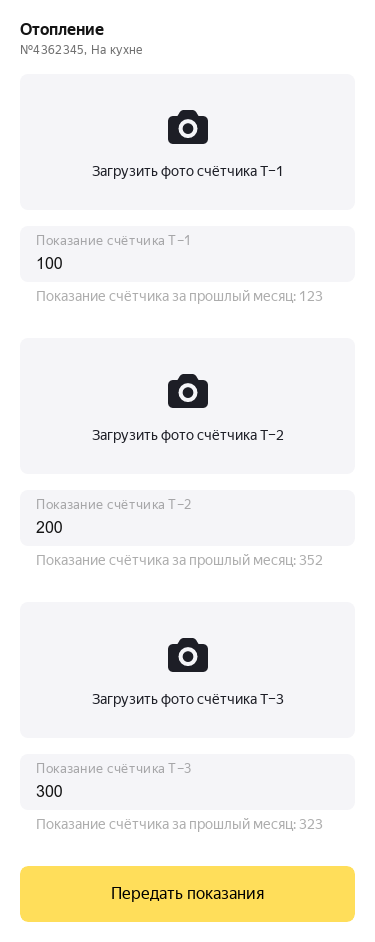 Отопление
№4362345, На кухне
Загрузить фото счётчика Т–1
Показание счётчика Т–1
100
Показание счётчика за прошлый месяц: 123
Загрузить фото счётчика Т–2
Показание счётчика Т–2
200
Показание счётчика за прошлый месяц: 352
Загрузить фото счётчика Т–3
Показание счётчика Т–3
300
Показание счётчика за прошлый месяц: 323
Передать показания